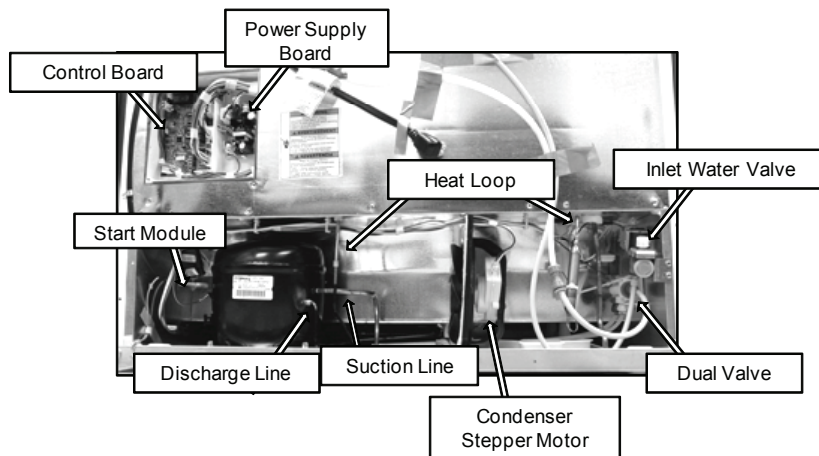 Power Supply
Board
Control Board
Heat Loop
Inlet Water Valve
Start Module
Discharge Line
Suction Line
Dual Valve
Condenser
Stepper Motor